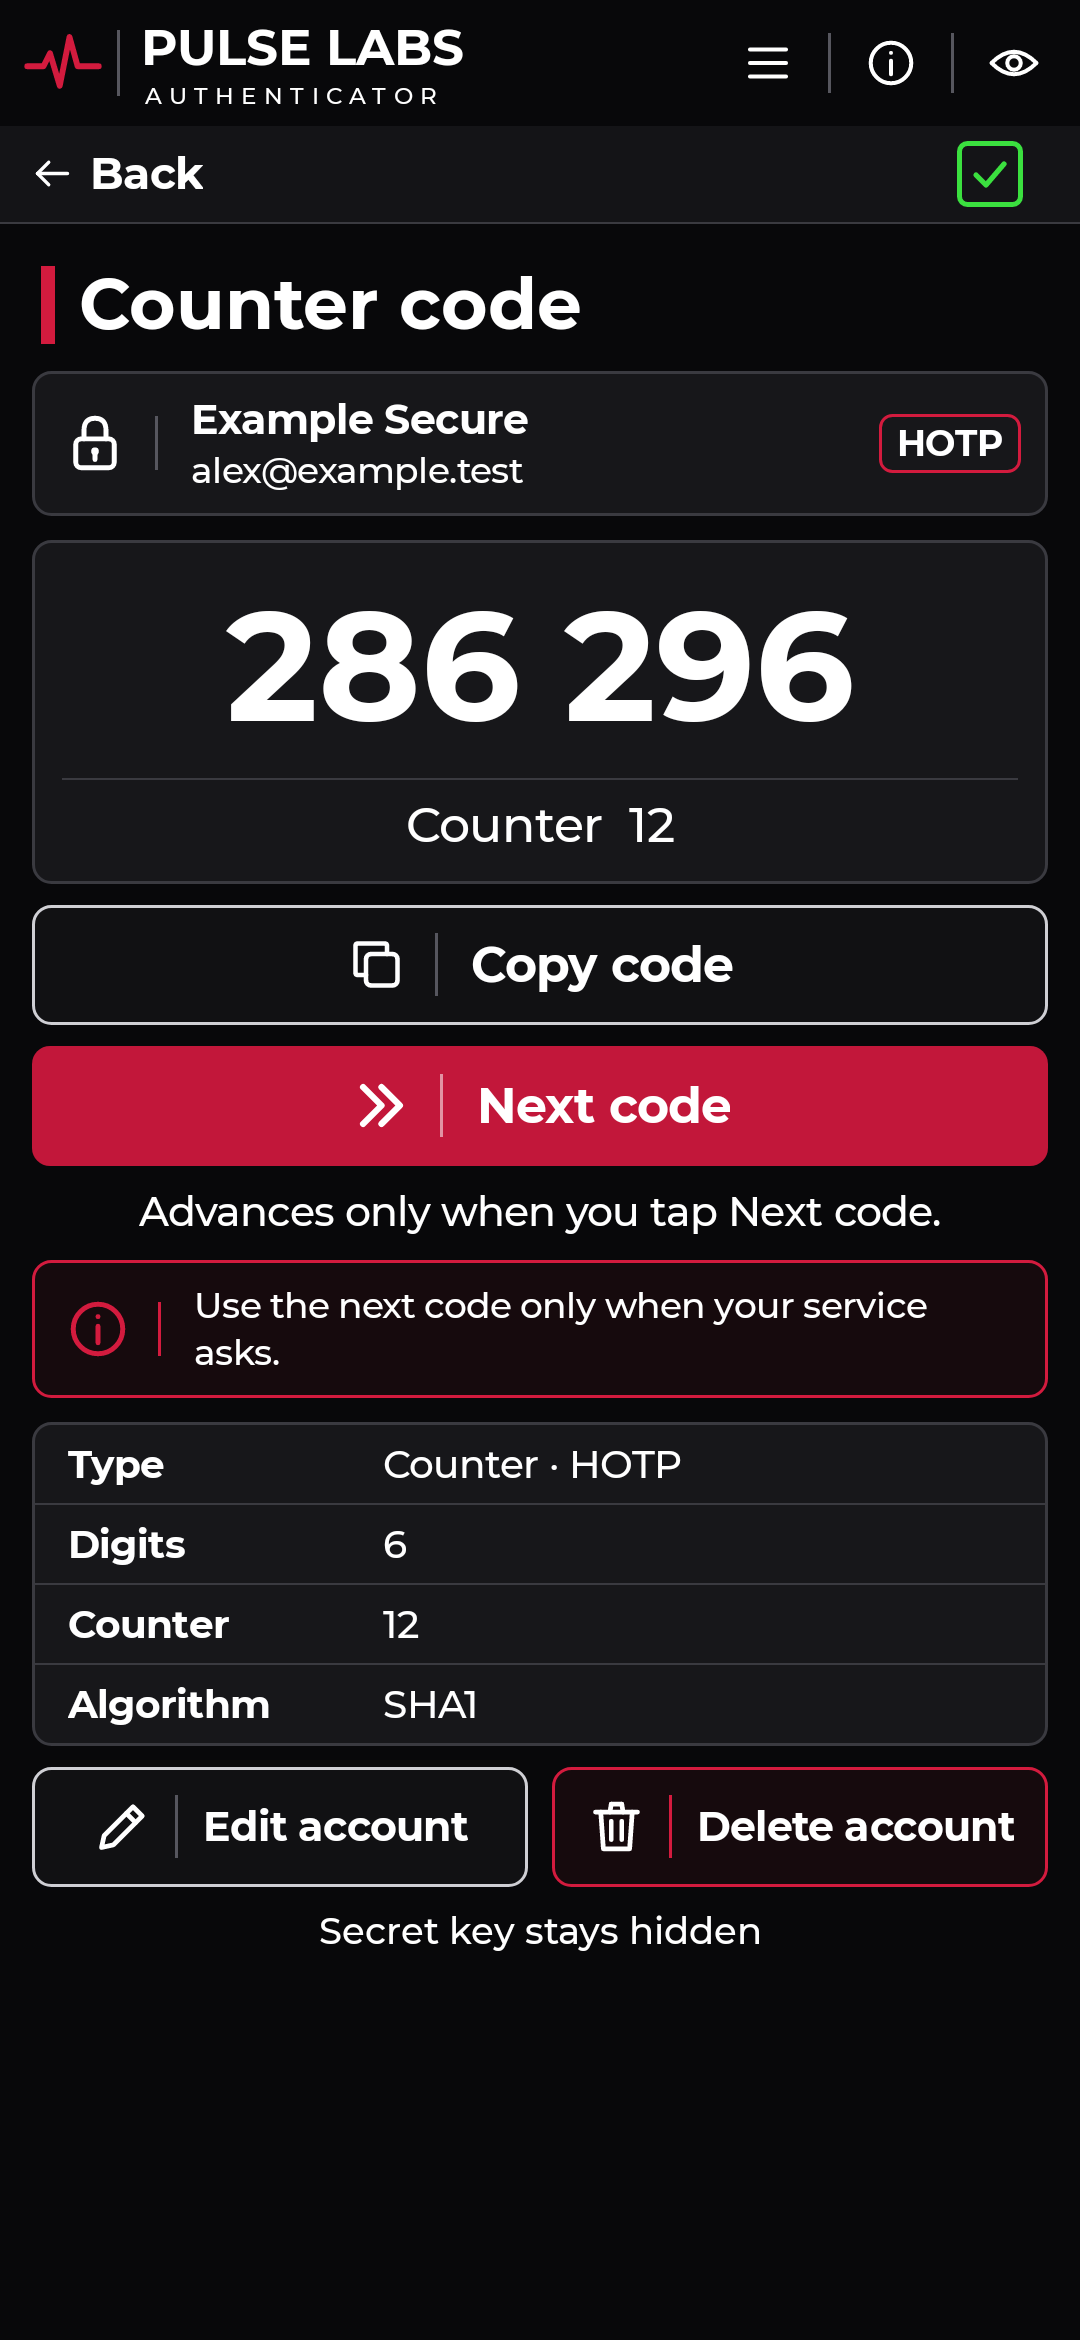 PULSE LABS
AUTHENTICATOR
Back
Counter code
Example Secure
alex@example.test
HOTP
286 296
Counter 12
Copy code
Next code
Advances only when you tap Next code.
Use the next code only when your service
asks.
Type Counter · HOTP
Digits 6
Counter 12
Algorithm SHA1
Edit account
Delete account
Secret key stays hidden